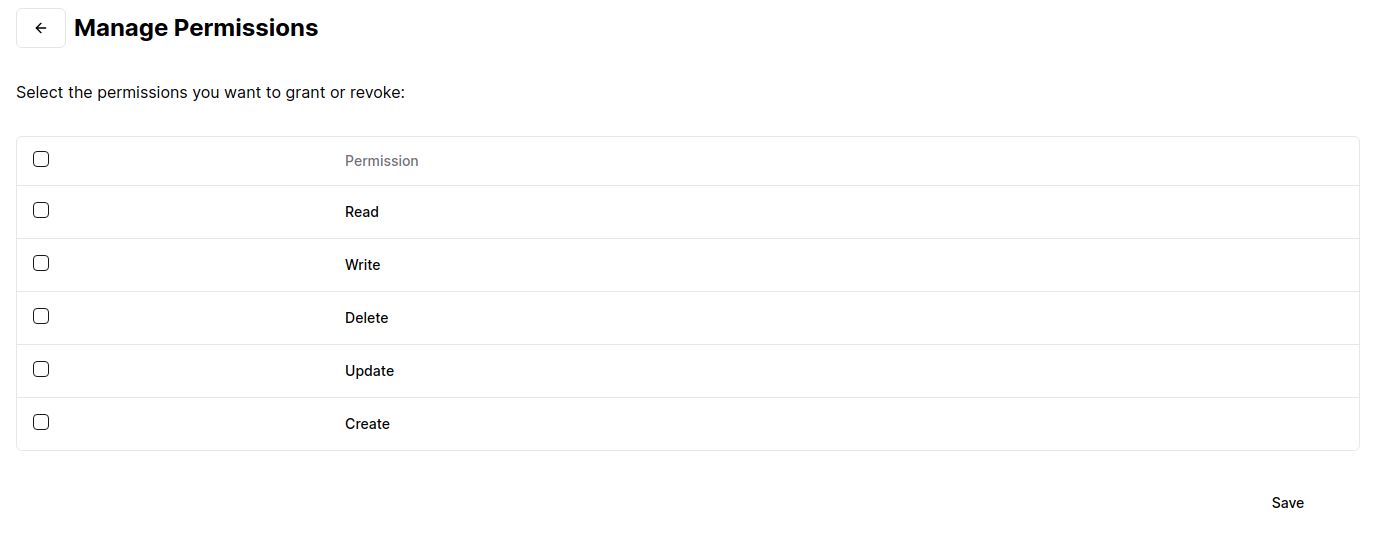 Manage Permissions
Select the permissions you want to grant or revoke:
Permission
Read
Write
Delete
Update
Create
Save